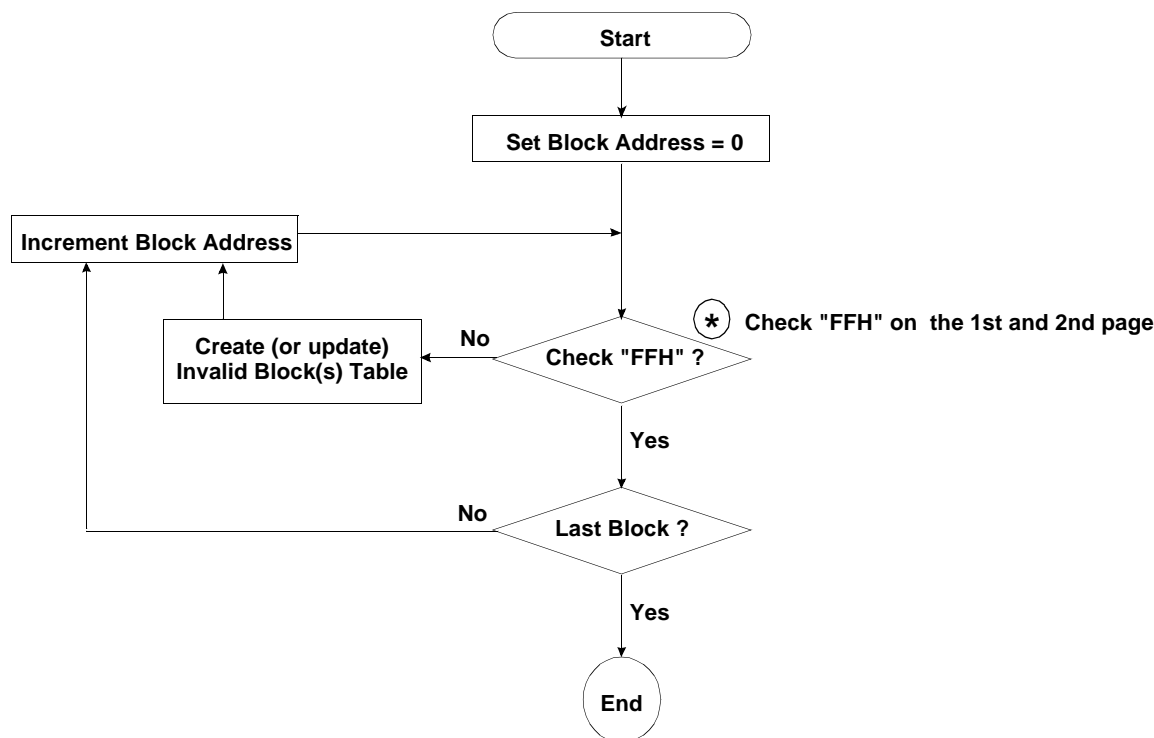 Start
Set Block Address = 0
Increment Block Address
* Check "FFH" on the 1st and 2nd page
No
Create (or update)
Invalid Block(s) Table
Check "FFH" ?
Yes
No
Last Block ?
Yes
End